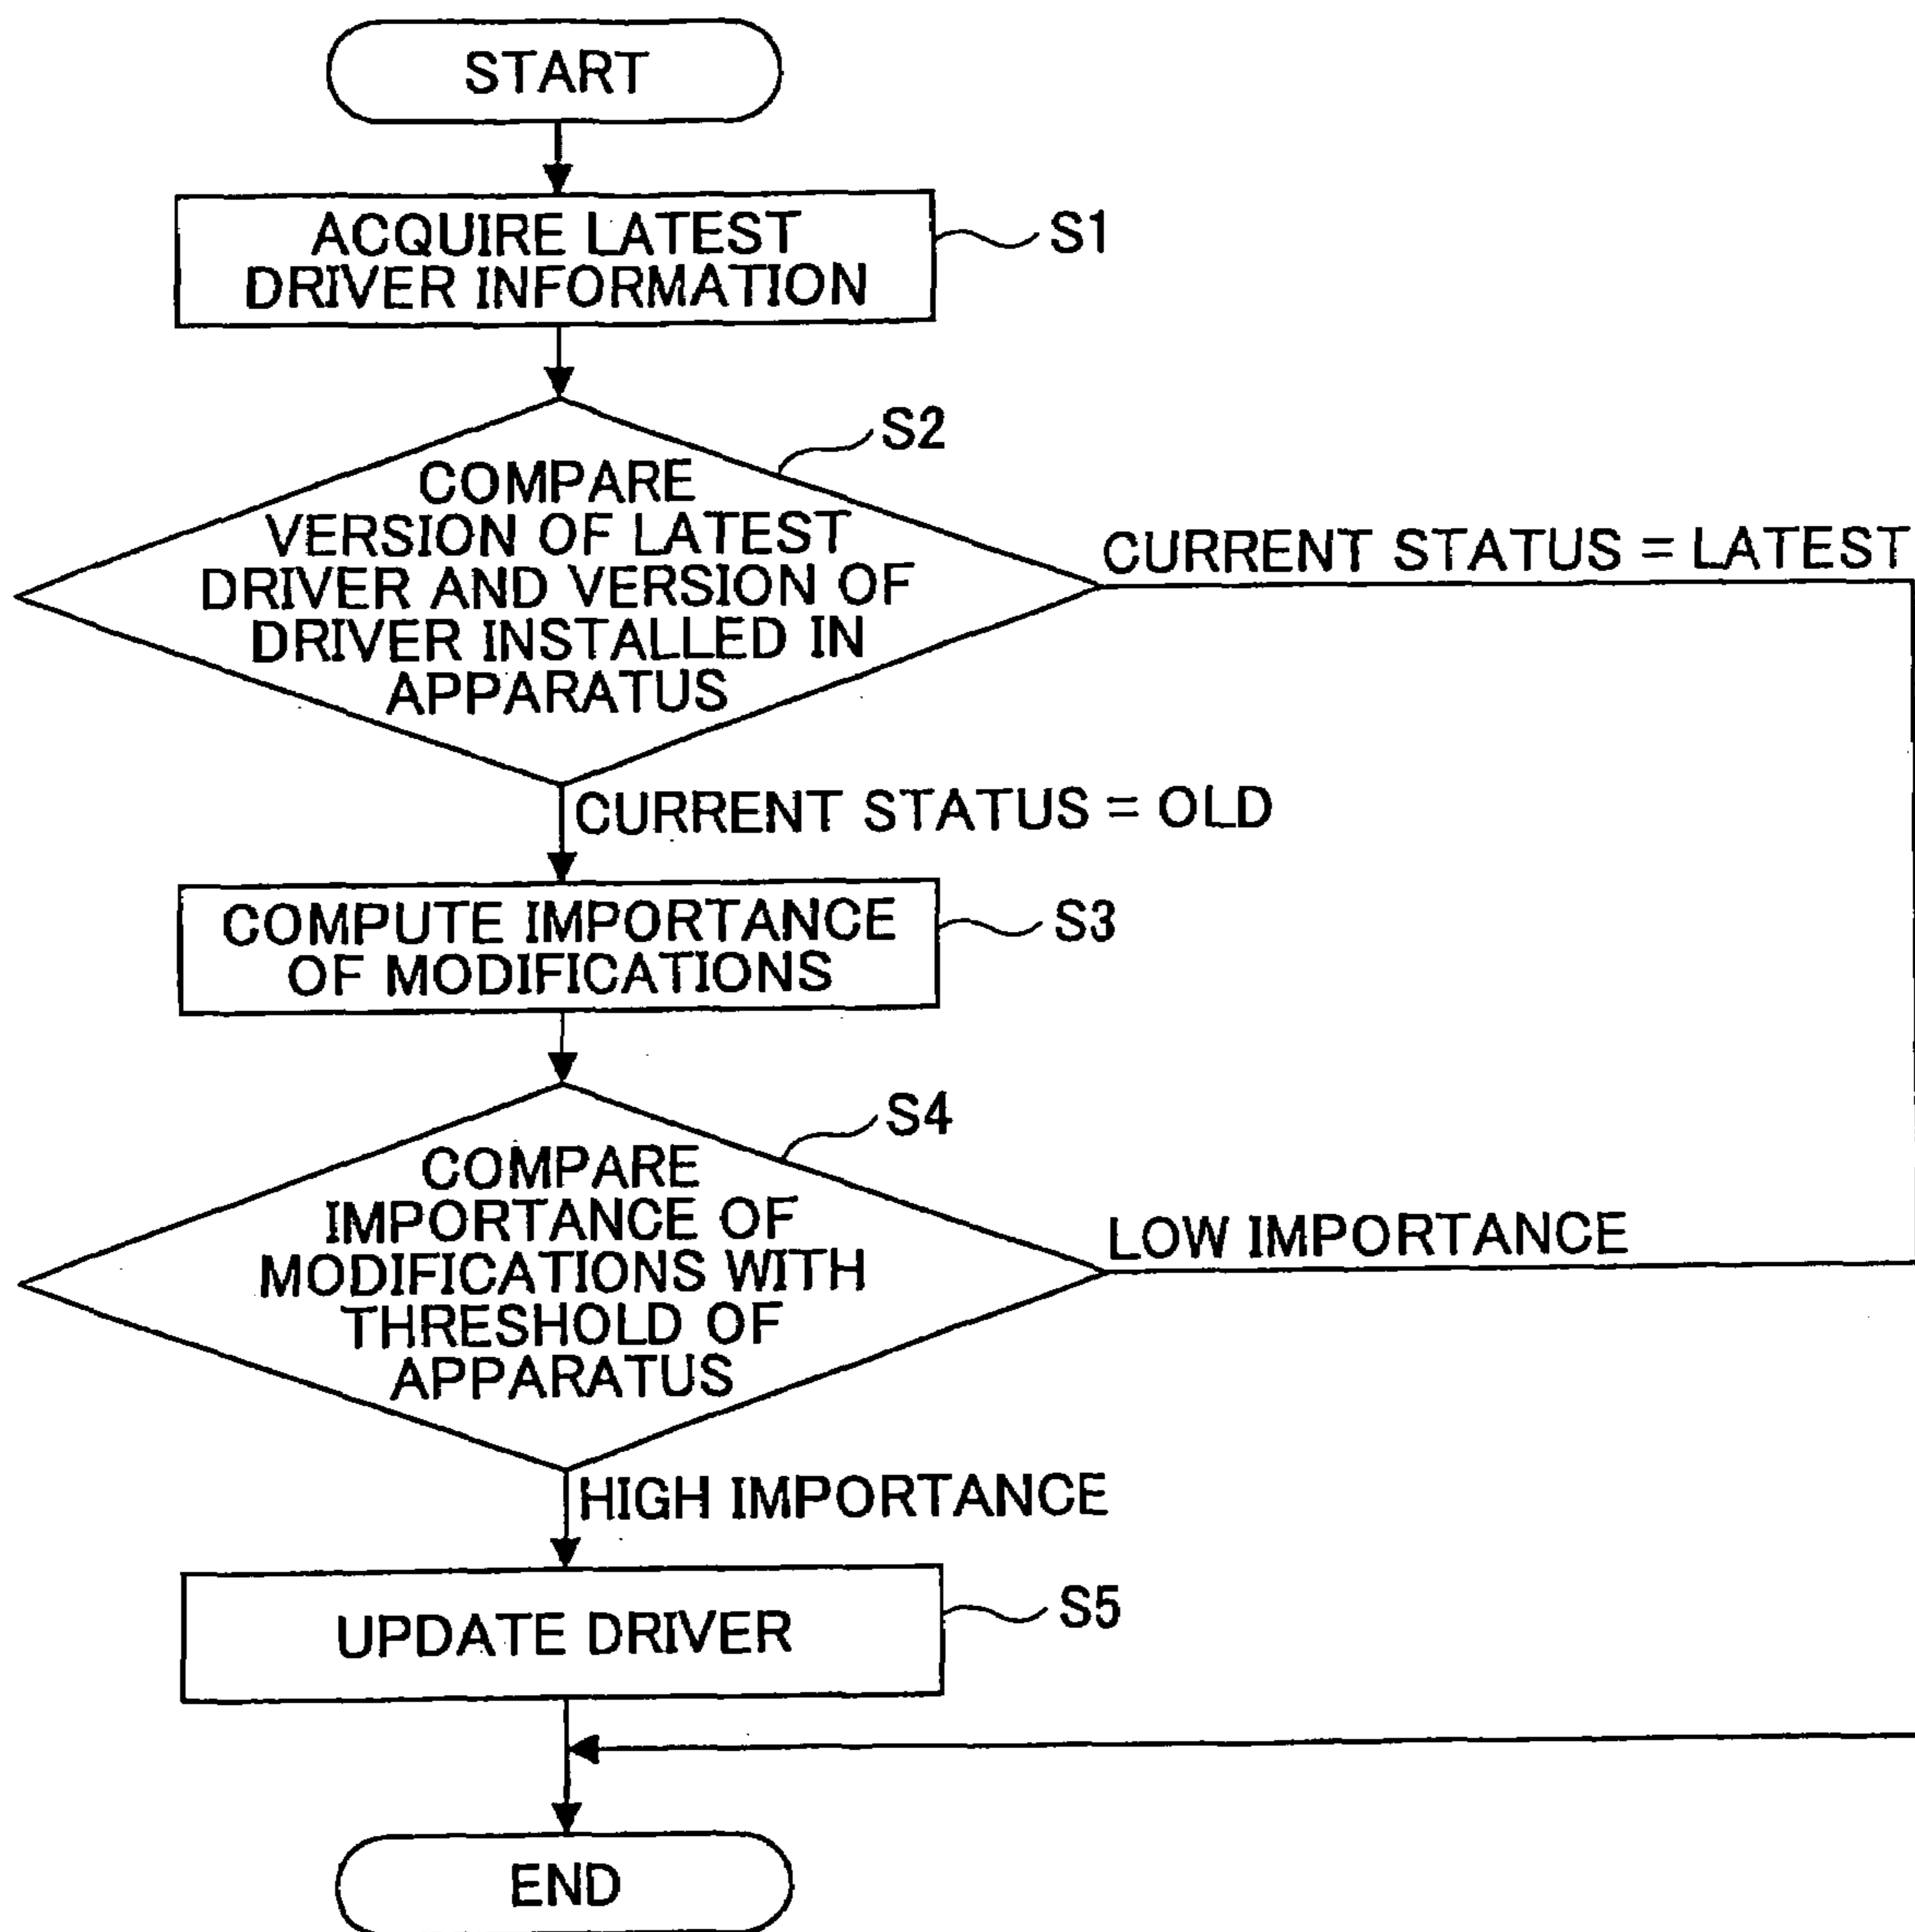 START
ACQUIRE LATEST
DRIVER INFORMATION
S1
S2
COMPARE
VERSION OF LATEST
DRIVER AND VERSION OF
DRIVER INSTALLED IN
APPARATUS
CURRENT STATUS = LATEST
CURRENT STATUS = OLD
COMPUTE IMPORTANCE
OF MODIFICATIONS
S3
S4
COMPARE
IMPORTANCE OF
MODIFICATIONS WITH
THRESHOLD OF
APPARATUS
LOW IMPORTANCE
HIGH IMPORTANCE
UPDATE DRIVER
S5
END